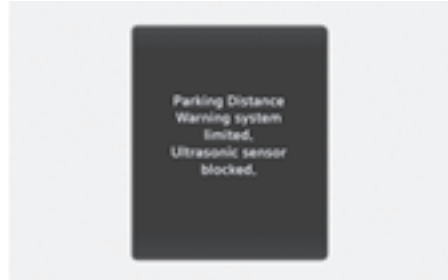 Parking Distance
Warning system
limited.
Ultrasonic sensor
blocked.